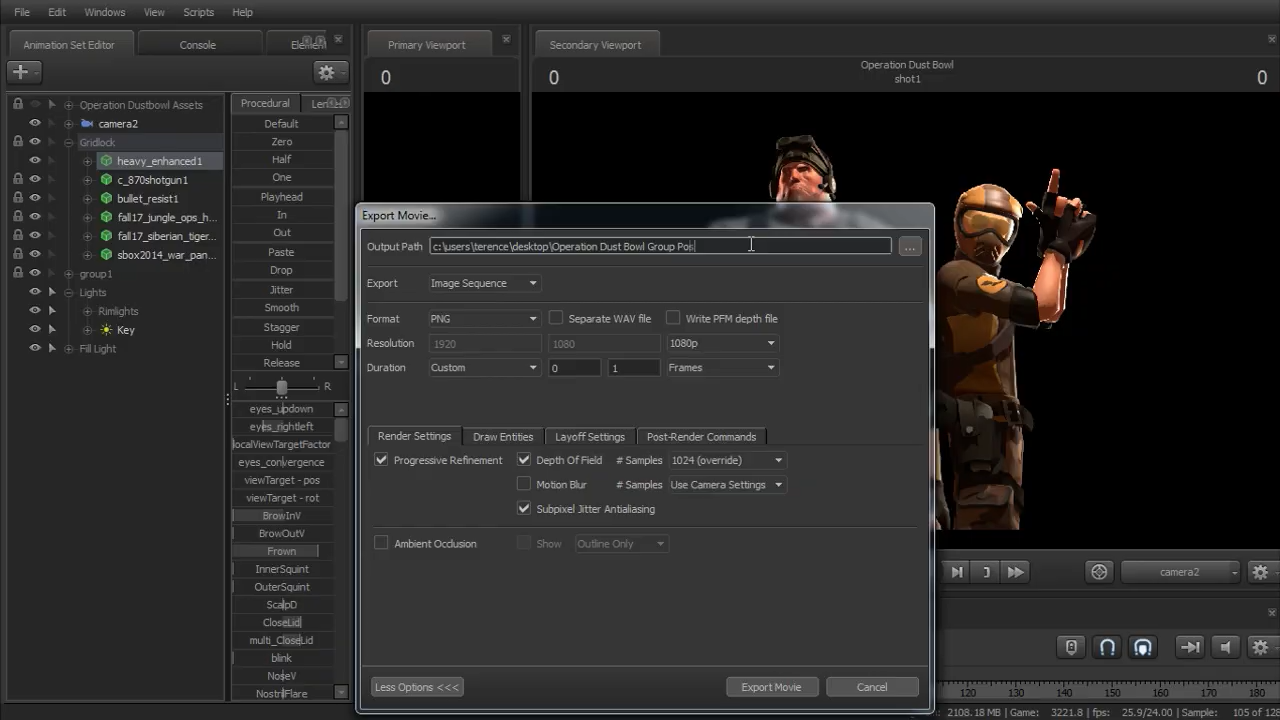 File Edit Windows View Scripts Help
Animation Set Editor Console
Primary Viewport Secondary Viewport
0 0 Operation Dust Bowl 0
shot1
Operation Dustbowl Assets
camera2
Gridlock
heavy_enhanced1
c_870shotgun1
bullet_resist1
fall17_jungle_ops_h...
fall17_siberian_tiger...
sbox2014_war_pan...
group1
Lights
Rimlights
Key
Fill Light
Procedural
Default
Zero
Half
One
Playhead
In
Out
Paste
Drop
Jitter
Smooth
Stagger
Hold
Release
L R
eyes_updown
eyes_rightleft
localViewTargetFactor
eyes_convergence
viewTarget - pos
viewTarget - rot
BrowInV
BrowOutV
Frown
InnerSquint
OuterSquint
ScalpD
CloseLid
multi_CloseLid
blink
NoseV
NostrilFlare
Export Movie...
Output Path c:\users\terence\desktop\Operation Dust Bowl Group Pos ...
Export Image Sequence
Format PNG Separate WAV file Write PFM depth file
Resolution 1920 1080 1080p
Duration Custom 0 1 Frames
Render Settings Draw Entities Layoff Settings Post-Render Commands
Progressive Refinement Depth Of Field # Samples 1024 (override)
Motion Blur # Samples Use Camera Settings
Subpixel Jitter Antialiasing
Ambient Occlusion Show Outline Only
Less Options <<< Export Movie Cancel
camera2
120 130 140 150 160 170 180
2108.18 MB Game: 3221.8 fps: 25.9/24.00 Sample: 105 of 128